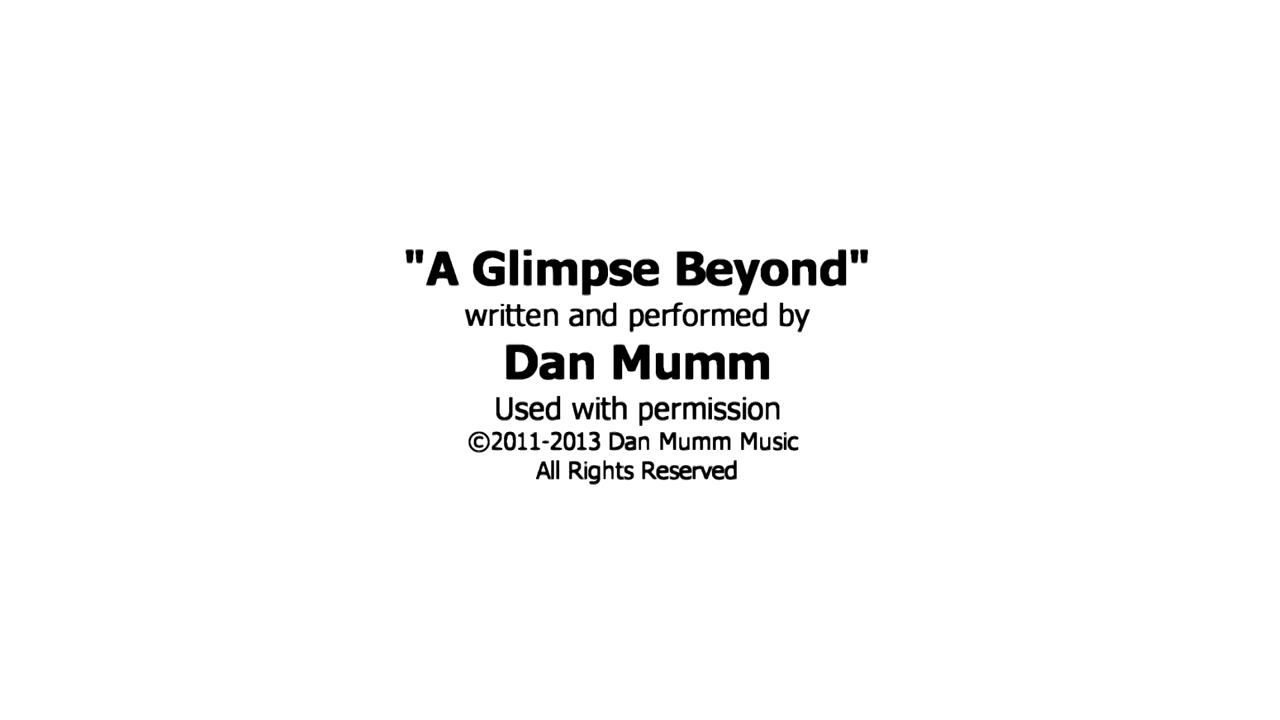 "A Glimpse Beyond"
written and performed by
Dan Mumm
Used with permission
©2011-2013 Dan Mumm Music
All Rights Reserved